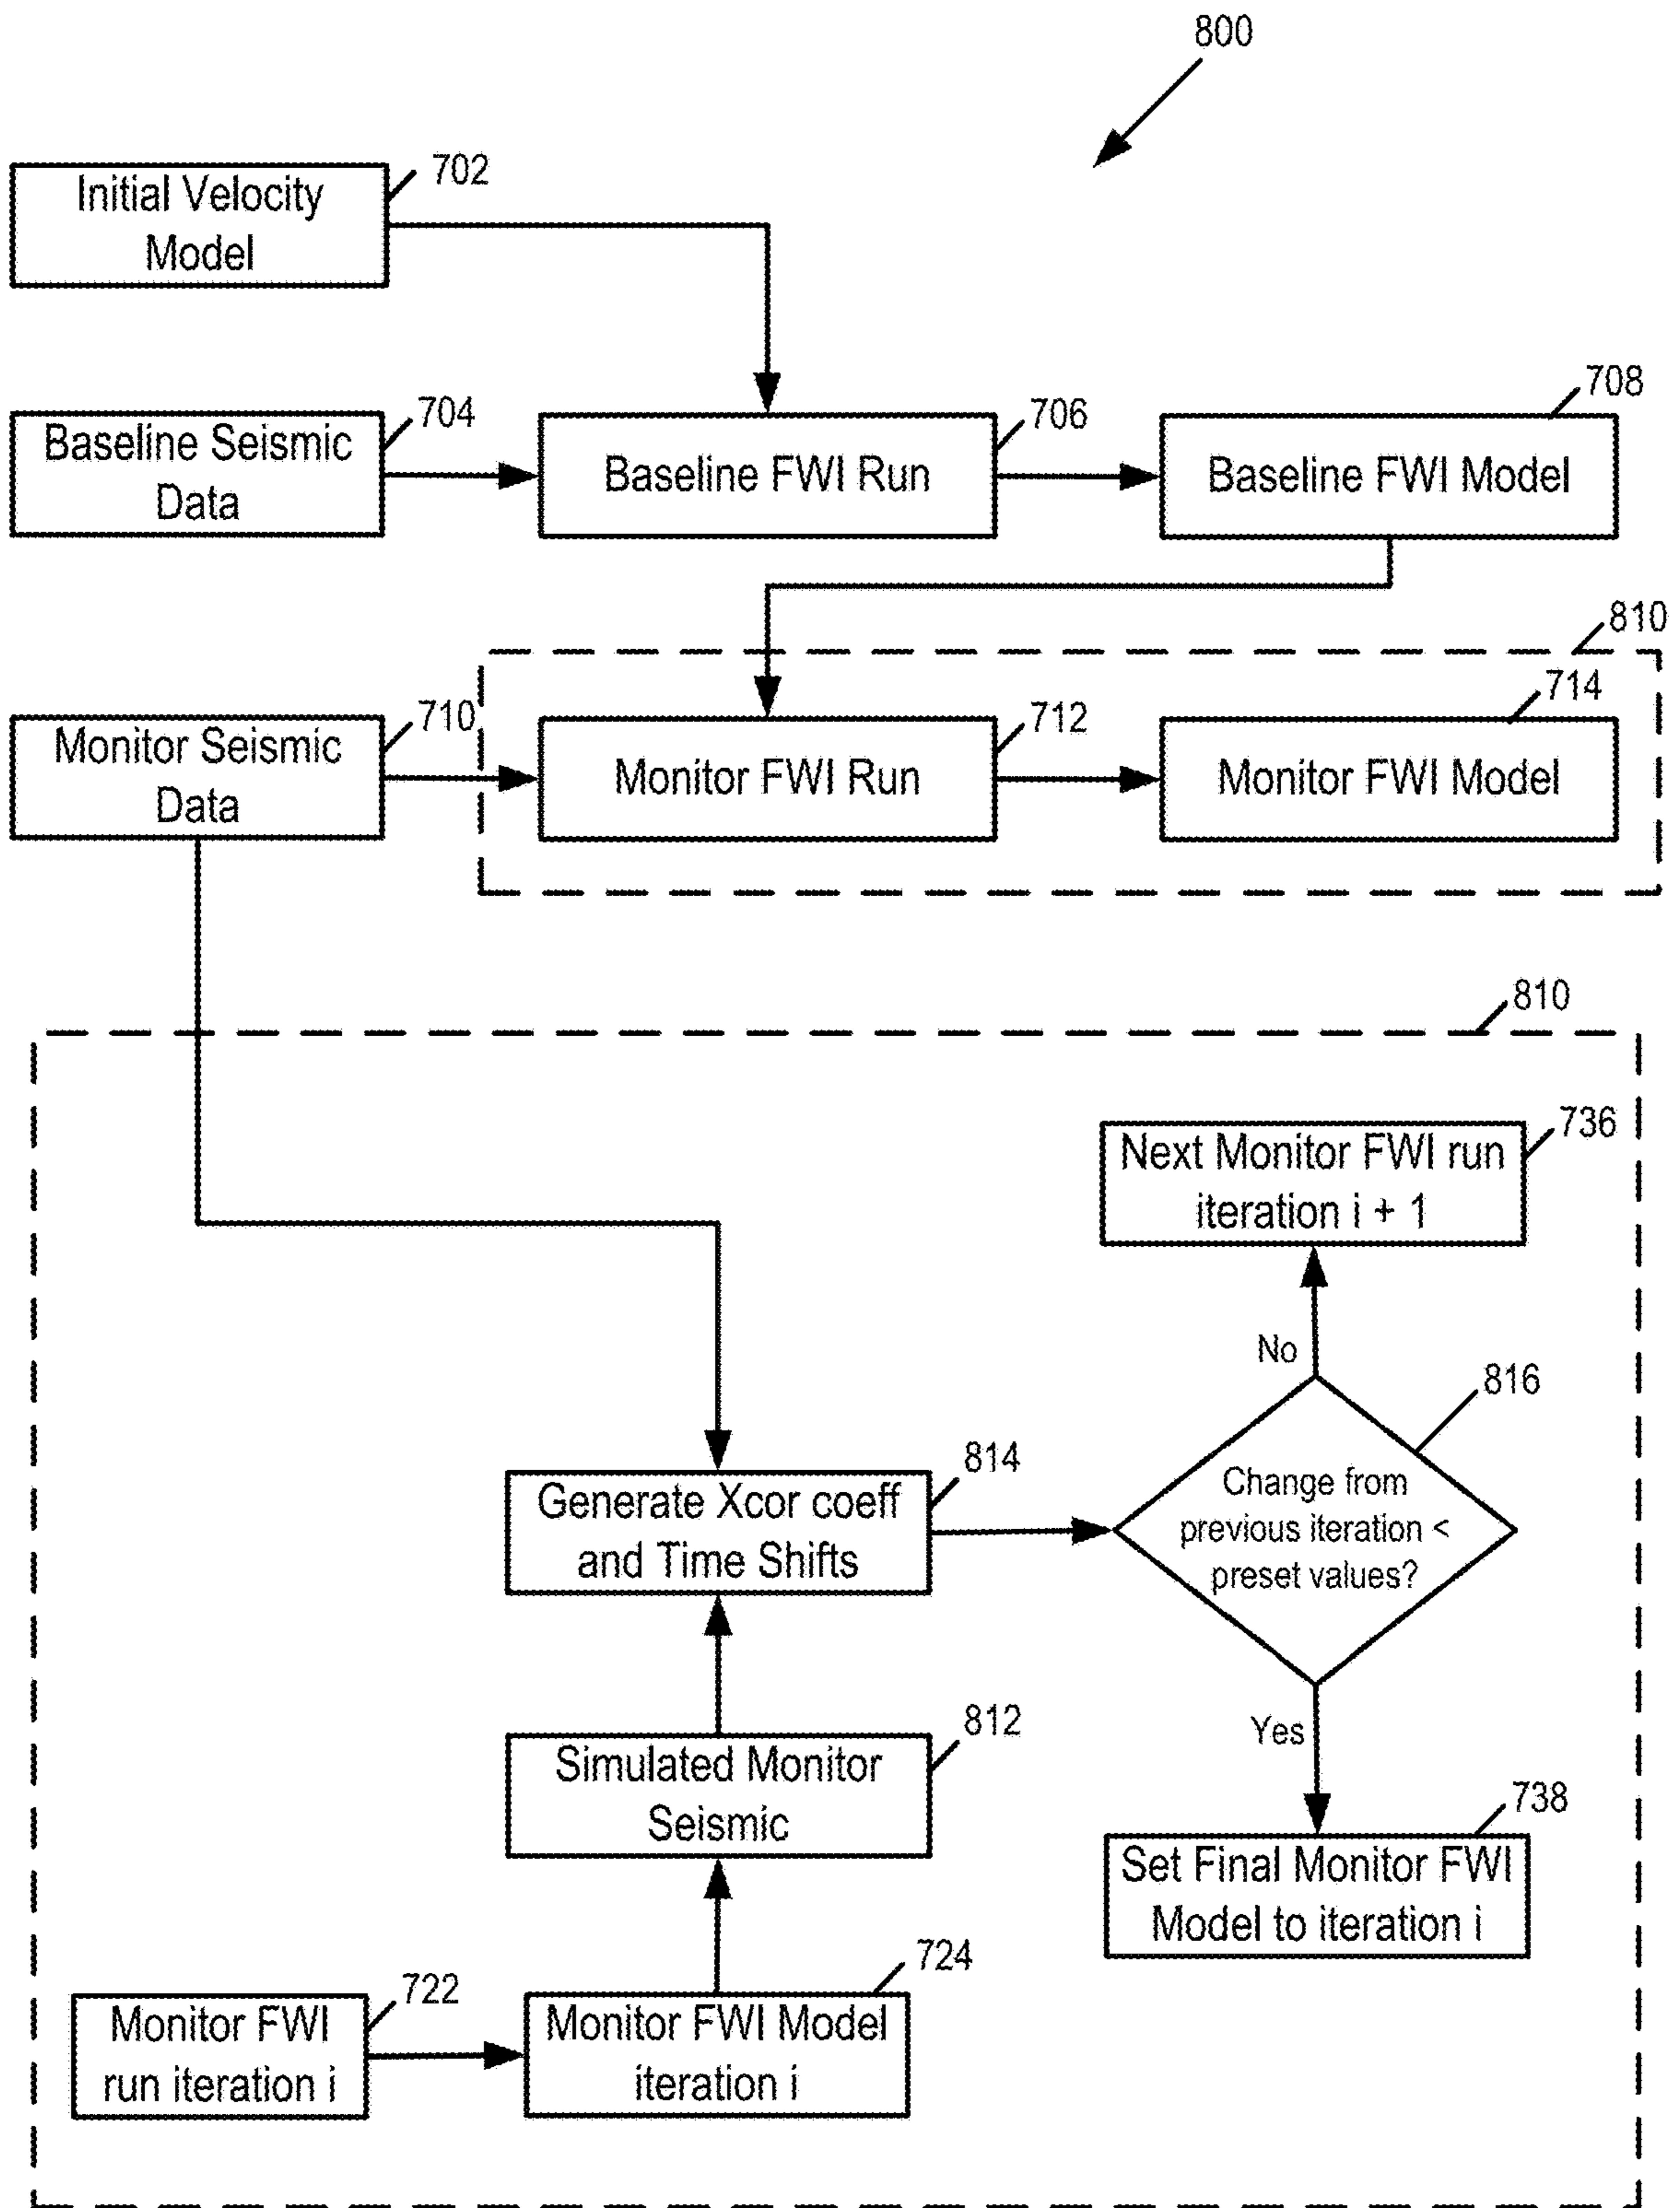 800
702
Initial Velocity
Model
708
704
706
Baseline Seismic
Data
Baseline FWI Run
Baseline FWI Model
810
714
710
712
Monitor Seismic
Data
Monitor FWI Run
Monitor FWI Model
810
736
Next Monitor FWI run
iteration i + 1
No
816
814
Generate Xcor coeff
and Time Shifts
Change from
previous iteration <
preset values?
812
Simulated Monitor
Seismic
Yes
738
Set Final Monitor FWI
Model to iteration i
724
722
Monitor FWI
run iteration i
Monitor FWI Model
iteration i